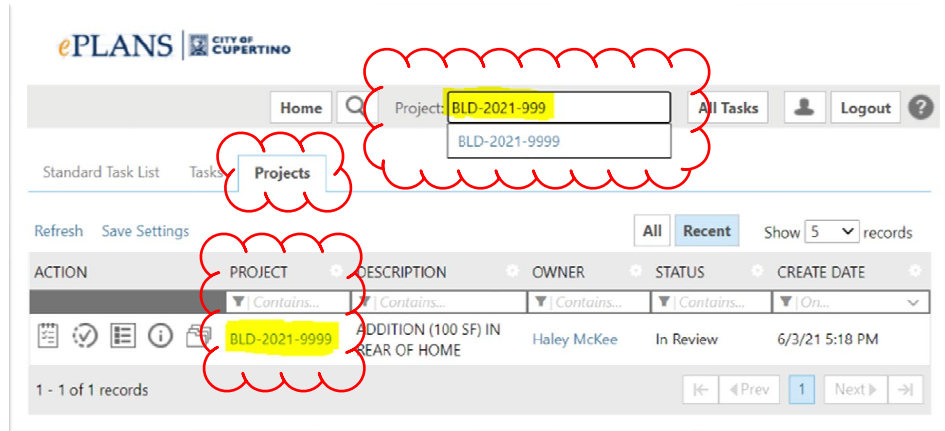 ePLANS CITY OF CUPERTINO
Home Project: BLD-2021-999 All Tasks Logout ?
BLD-2021-9999
Standard Task List Tasks Projects
Refresh Save Settings All Recent Show 5 records
ACTION PROJECT DESCRIPTION OWNER STATUS CREATE DATE
Contains... Contains... Contains... Contains... On...
BLD-2021-9999 ADDITION (100 SF) IN Haley McKee In Review 6/3/21 5:18 PM
REAR OF HOME
1 - 1 of 1 records Prev 1 Next